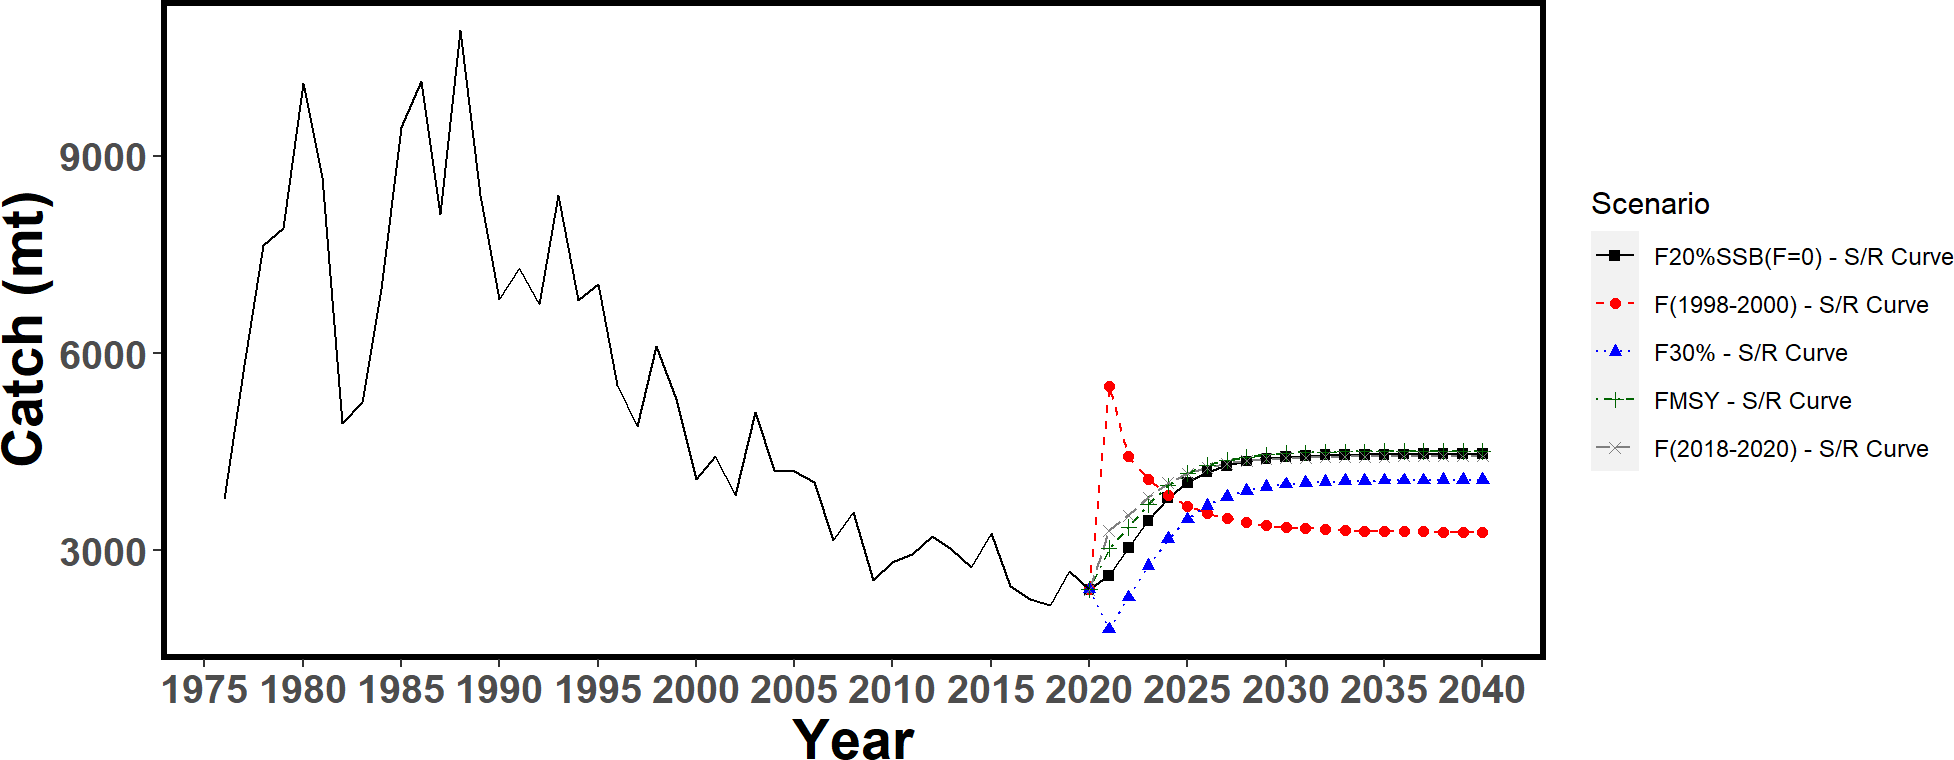 Catch (mt)
9000
6000
3000
1975 1980 1985 1990 1995 2000 2005 2010 2015 2020 2025 2030 2035 2040
Year
Scenario
F20%SSB(F=0) - S/R Curve
F(1998-2000) - S/R Curve
F30% - S/R Curve
FMSY - S/R Curve
F(2018-2020) - S/R Curve